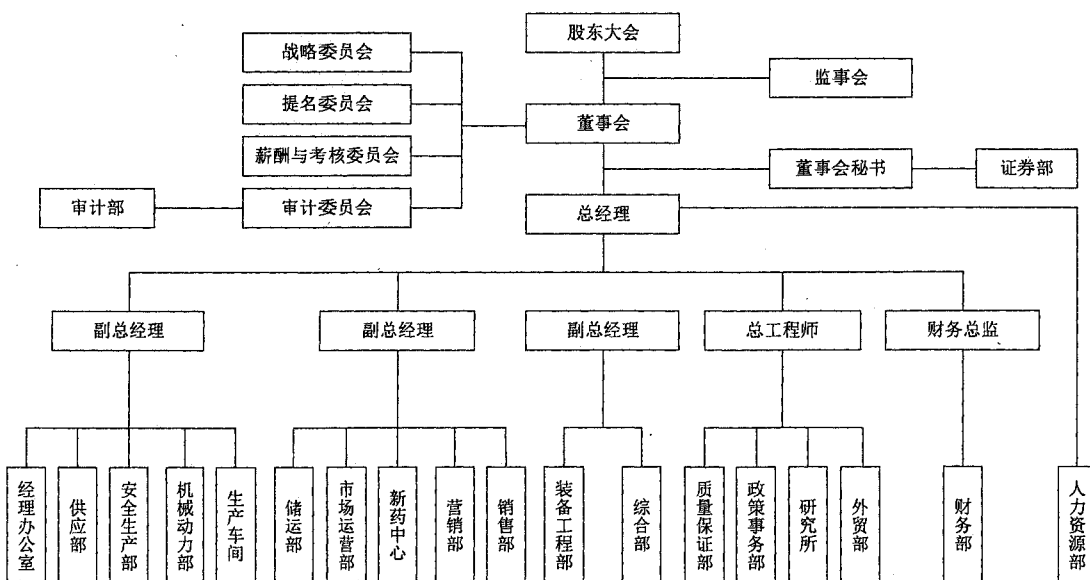 股东大会
战略委员会
监事会
提名委员会
董事会
薪酬与考核委员会
董事会秘书
证券部
审计部
审计委员会
总经理
副总经理
副总经理
副总经理
总工程师
财务总监
经理办公室
供应部
安全生产部
机械动力部
生产车间
储运部
市场运营部
新药中心
营销部
销售部
装备工程部
综合部
质量保证部
政策事务部
研究所
外贸部
财务部
人力资源部